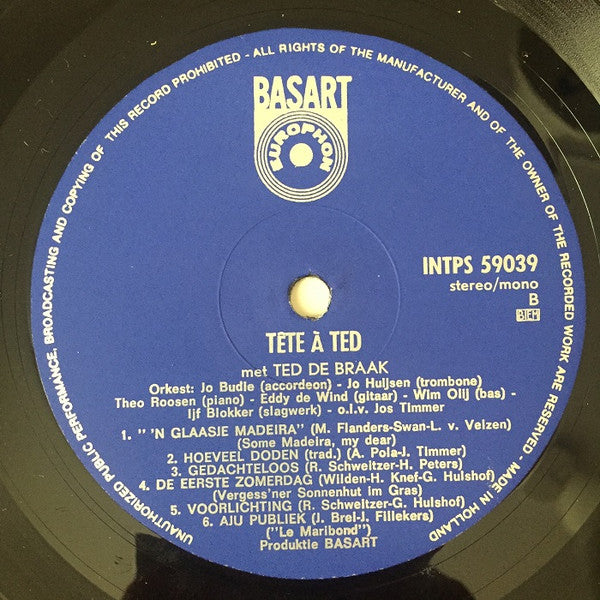 UNAUTHORIZED PUBLIC PERFORMANCE, BROADCASTING AND COPYING OF THIS RECORD PROHIBITED - ALL RIGHTS OF THE MANUFACTURER AND OF THE OWNER OF THE RECORDED WORK ARE RESERVED - MADE IN HOLLAND
BASART
EUROPHON
INTPS 59039
stereo/mono
B
BIEM
TÊTE À TED
met TED DE BRAAK
Orkest: Jo Budie (accordeon) - Jo Huijsen (trombone)
Theo Roosen (piano) - Eddy de Wind (gitaar) - Wim Olij (bas) -
Ijf Blokker (slagwerk) - o.l.v. Jos Timmer
1. " 'N GLAASJE MADEIRA" (M. Flanders-Swan-L. v. Velzen)
(Some Madeira, my dear)
2. HOEVEEL DODEN (trad.) (A. Pola-J. Timmer)
3. GEDACHTELOOS (R. Schweltzer-H. Peters)
4. DE EERSTE ZOMERDAG (Wilden-H. Knef-G. Hulshof)
(Vergess'ner Sonnenhut im Gras)
5. VOORLICHTING (R. Schweltzer-G. Hulshof)
6. AJU PUBLIEK (J. Brel-J. Fillekers)
("Le Maribond")
Produktie BASART